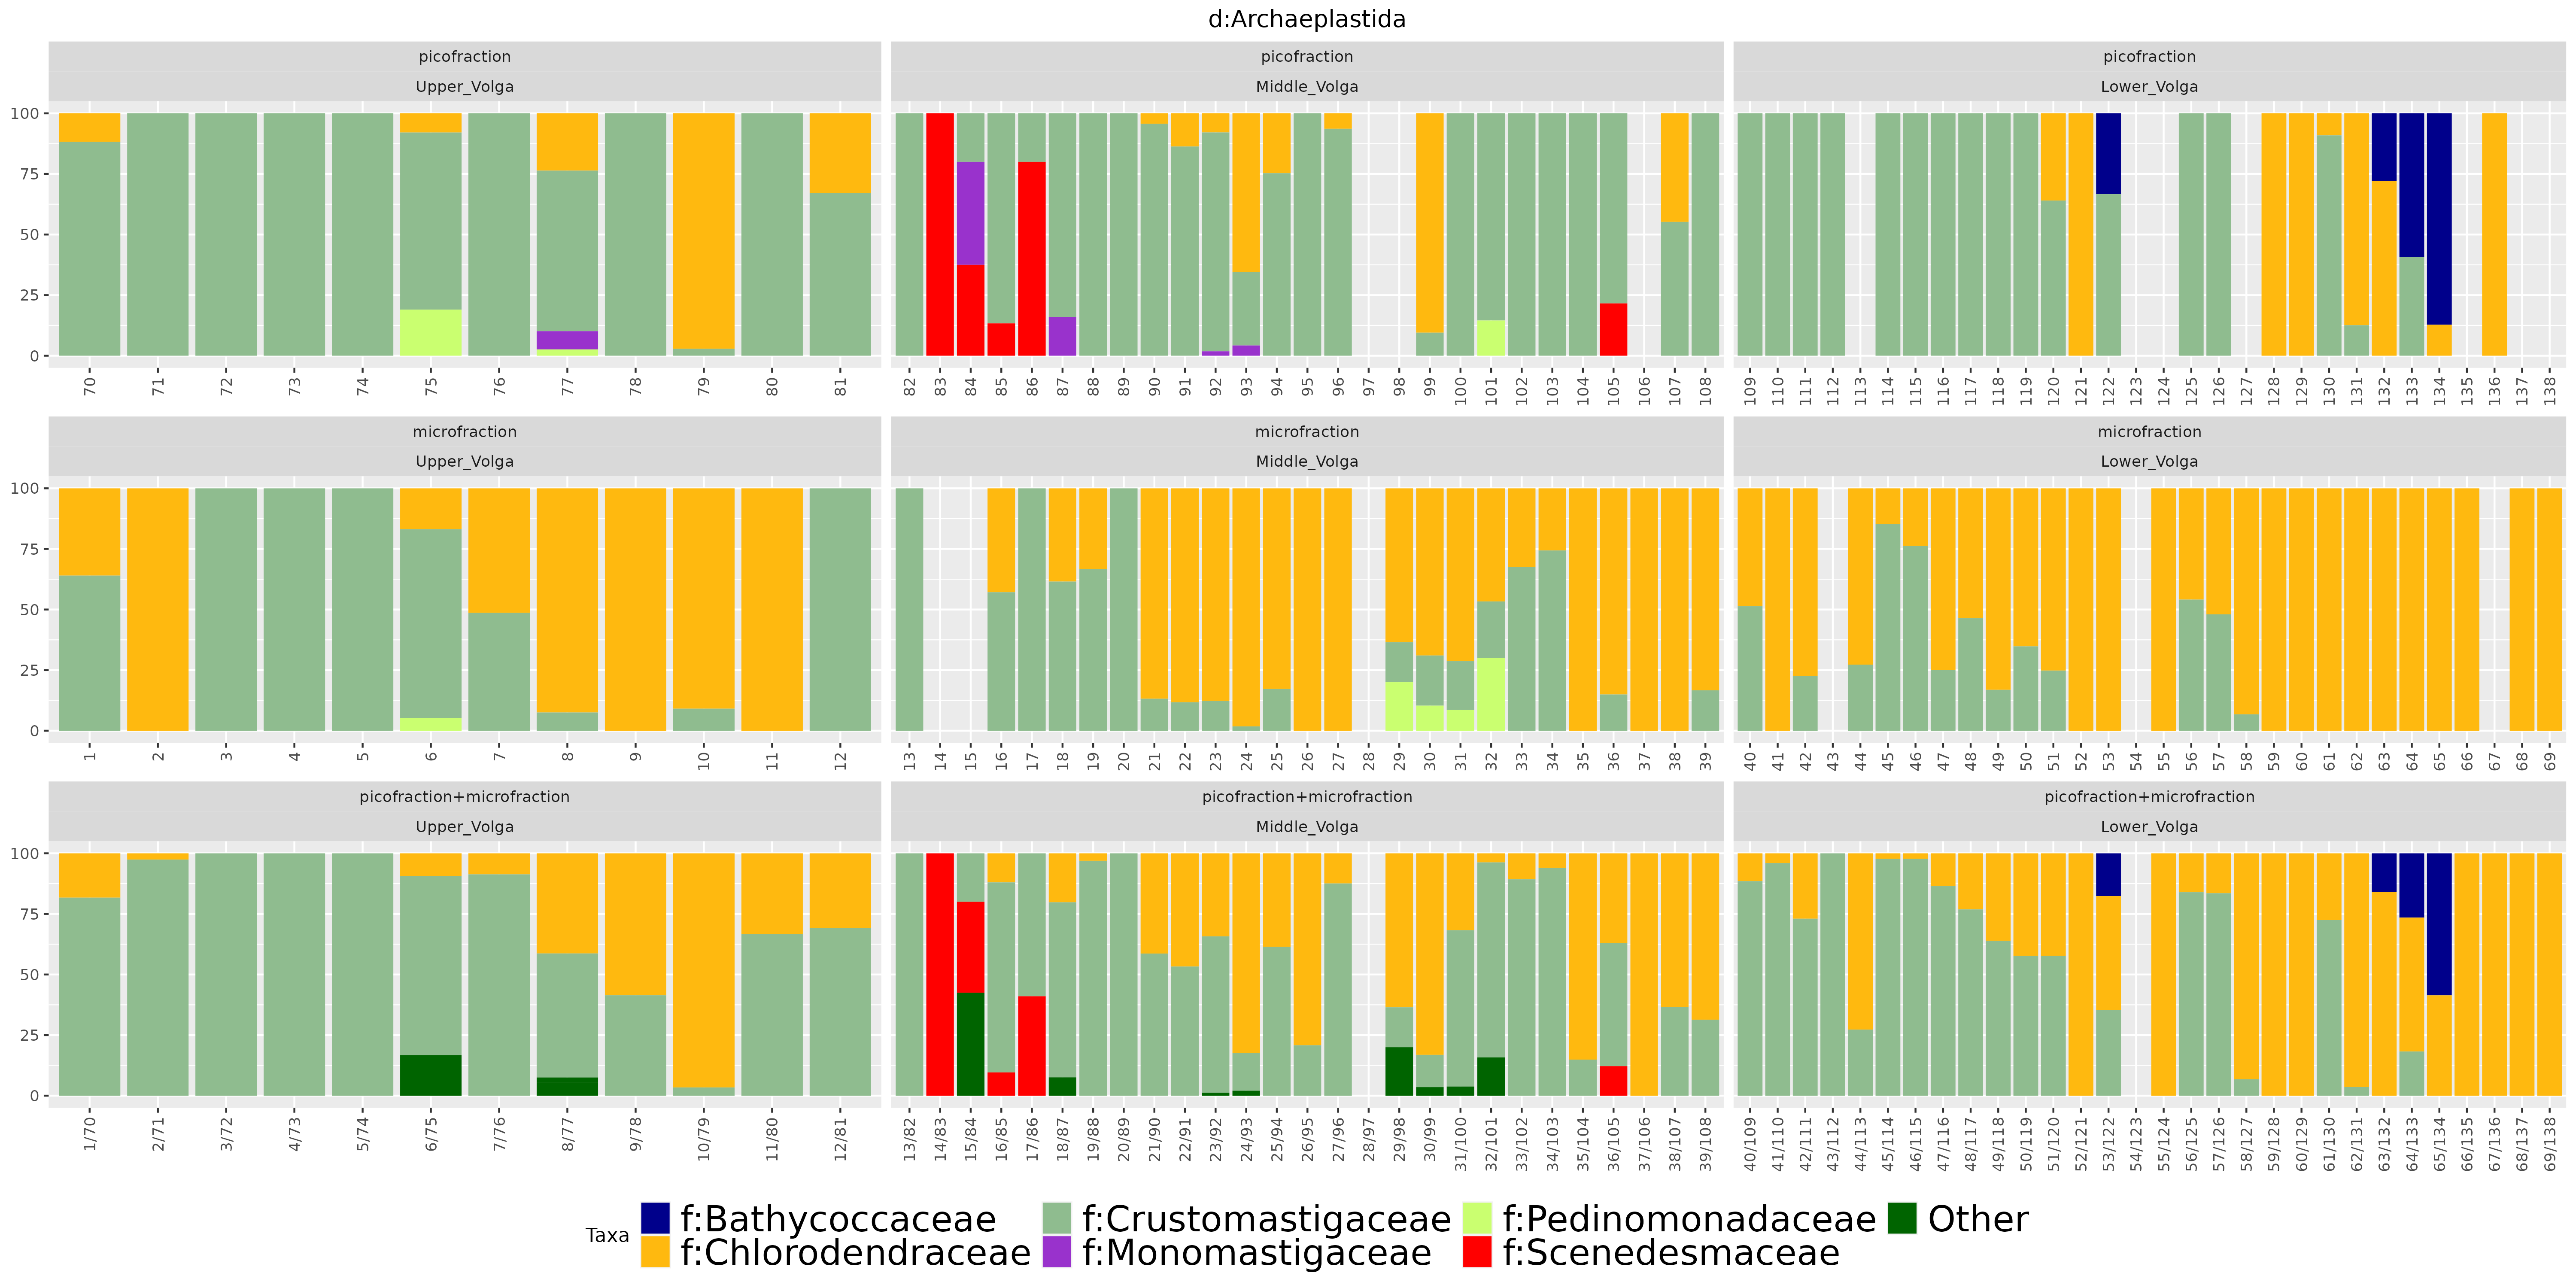 d:Archaeplastida
picofraction picofraction picofraction
Upper_Volga Middle_Volga Lower_Volga
100
75
50
25
0
70 71 72 73 74 75 76 77 78 79 80 81 82 83 84 85 86 87 88 89 90 91 92 93 94 95 96 97 98 99 100 101 102 103 104 105 106 107 108 109 110 111 112 113 114 115 116 117 118 119 120 121 122 123 124 125 126 127 128 129 130 131 132 133 134 135 136 137 138
microfraction microfraction microfraction
Upper_Volga Middle_Volga Lower_Volga
100
75
50
25
0
1 2 3 4 5 6 7 8 9 10 11 12 13 14 15 16 17 18 19 20 21 22 23 24 25 26 27 28 29 30 31 32 33 34 35 36 37 38 39 40 41 42 43 44 45 46 47 48 49 50 51 52 53 54 55 56 57 58 59 60 61 62 63 64 65 66 67 68 69
picofraction+microfraction picofraction+microfraction picofraction+microfraction
Upper_Volga Middle_Volga Lower_Volga
100
75
50
25
0
1/70 2/71 3/72 4/73 5/74 6/75 7/76 8/77 9/78 10/79 11/80 12/81 13/82 14/83 15/84 16/85 17/86 18/87 19/88 20/89 21/90 22/91 23/92 24/93 25/94 26/95 27/96 28/97 29/98 30/99 31/100 32/101 33/102 34/103 35/104 36/105 37/106 38/107 39/108 40/109 41/110 42/111 43/112 44/113 45/114 46/115 47/116 48/117 49/118 50/119 51/120 52/121 53/122 54/123 55/124 56/125 57/126 58/127 59/128 60/129 61/130 62/131 63/132 64/133 65/134 66/135 67/136 68/137 69/138
Taxa
f:Bathycoccaceae f:Crustomastigaceae f:Pedinomonadaceae Other
f:Chlorodendraceae f:Monomastigaceae f:Scenedesmaceae